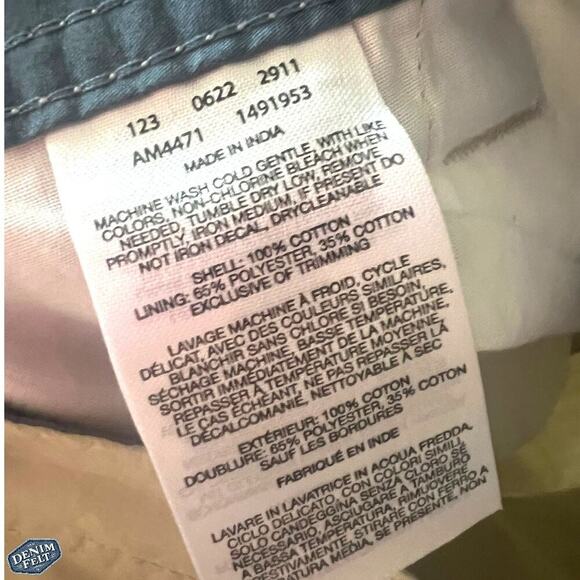 123 0622 2911
AM4471 1491953
MADE IN INDIA
MACHINE WASH COLD GENTLE, WITH LIKE
COLORS, NON-CHLORINE BLEACH WHEN
NEEDED, TUMBLE DRY LOW, REMOVE
PROMPTLY, IRON MEDIUM, IF PRESENT DO
NOT IRON DECAL, DRYCLEANABLE
SHELL: 100% COTTON
LINING: 65% POLYESTER, 35% COTTON
EXCLUSIVE OF TRIMMING
LAVAGE MACHINE À FROID, CYCLE
DÉLICAT, AVEC DES COULEURS SIMILAIRES,
BLANCHIR SANS CHLORE SI BESOIN,
SÉCHAGE MACHINE, BASSE TEMPÉRATURE,
SORTIR IMMÉDIATEMENT DE LA MACHINE,
REPASSER À TEMPÉRATURE MOYENNE,
LE CAS ÉCHÉANT, NE PAS REPASSER LA
DÉCALCOMANIE, NETTOYABLE À SEC
EXTÉRIEUR: 100% COTON
DOUBLURE: 65% POLYESTER, 35% COTON
SAUF LES BORDURES
FABRIQUÉ EN INDE
LAVARE IN LAVATRICE IN ACQUA FREDDA,
CICLO DELICATO, CON COLORI SIMILI,
SOLO CANDEGGINA SENZA CLORO SE
NECESSARIO, ASCIUGARE A TAMBURO
A BASSA TEMPERATURA, RIMUOVERE
STIRARE CON FERRO A
MEDIA, SE PRESENTE, NON
DENIM
FELT